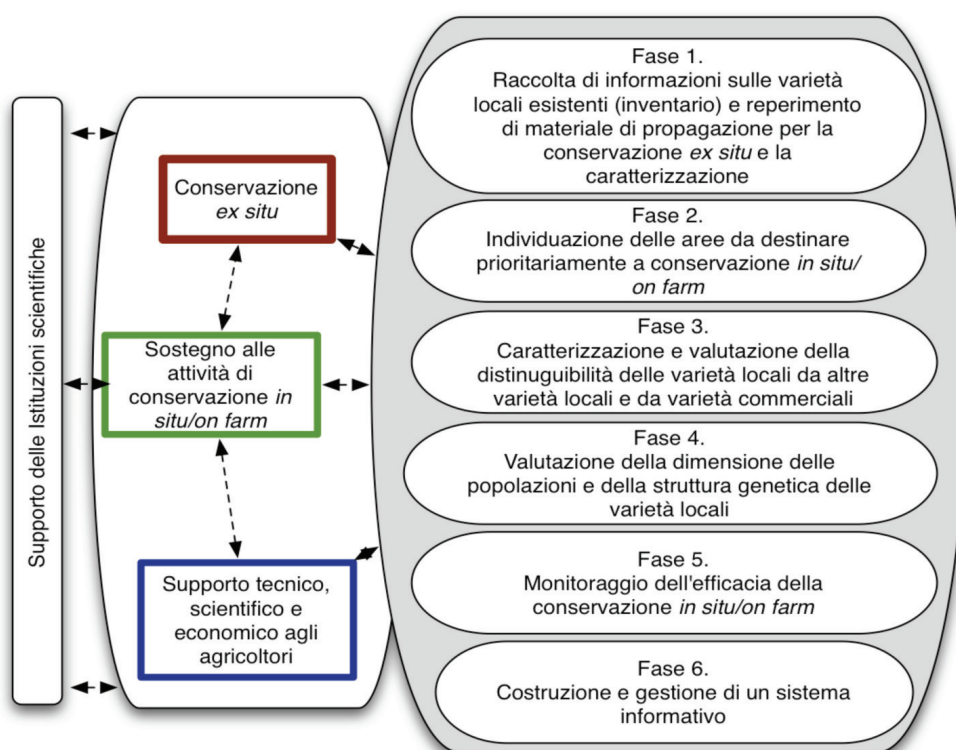 Supporto delle Istituzioni scientifiche
Conservazione
ex situ
Sostegno alle
attività di
conservazione in
situ/on farm
Supporto tecnico,
scientifico e
economico agli
agricoltori
Fase 1.
Raccolta di informazioni sulle varietà
locali esistenti (inventario) e reperimento
di materiale di propagazione per la
conservazione ex situ e la
caratterizzazione
Fase 2.
Individuazione delle aree da destinare
prioritariamente a conservazione in situ/
on farm
Fase 3.
Caratterizzazione e valutazione della
distinuguibilità delle varietà locali da altre
varietà locali e da varietà commerciali
Fase 4.
Valutazione della dimensione delle
popolazioni e della struttura genetica delle
varietà locali
Fase 5.
Monitoraggio dell'efficacia della
conservazione in situ/on farm
Fase 6.
Costruzione e gestione di un sistema
informativo